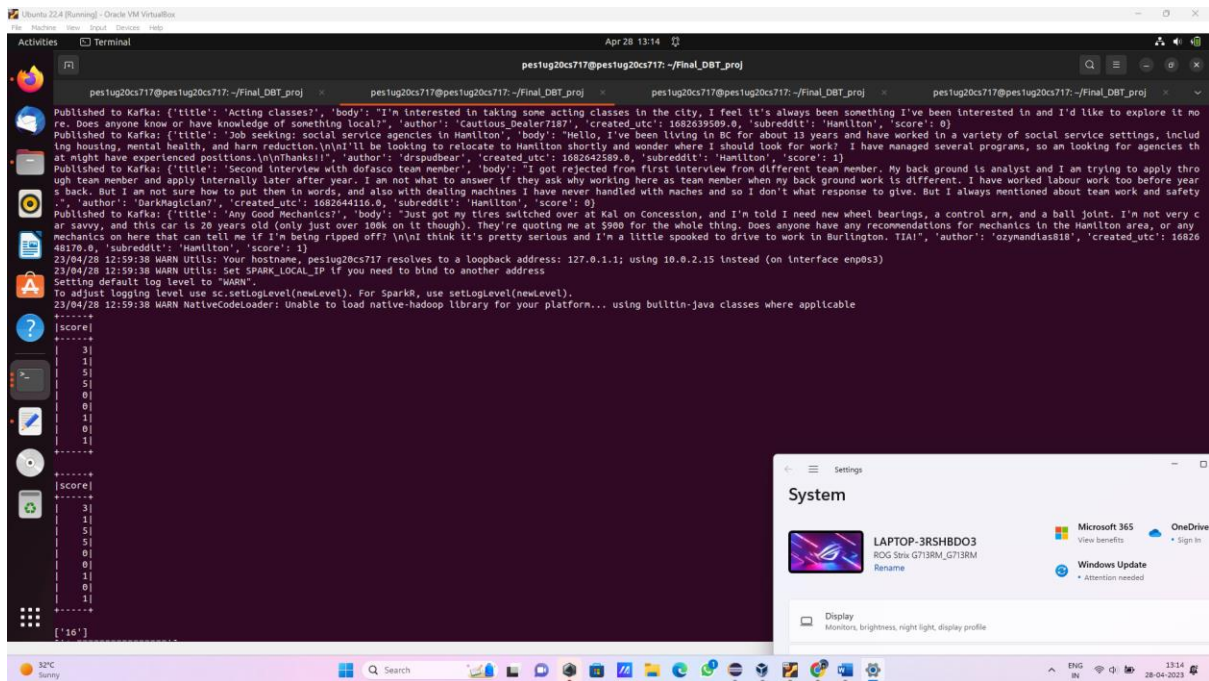 Ubuntu 22.4 [Running] - Oracle VM VirtualBox
File Machine View Input Devices Help
Activities Terminal Apr 28 13:14
pes1ug20cs717@pes1ug20cs717: ~/Final_DBT_proj
pes1ug20cs717@pes1ug20cs717: ~/Final_DBT_proj × pes1ug20cs717@pes1ug20cs717: ~/Final_DBT_proj × pes1ug20cs717@pes1ug20cs717: ~/Final_DBT_proj × pes1ug20cs717@pes1ug20cs717: ~/Final_DBT_proj ×
Published to Kafka: {'title': 'Acting classes?', 'body': "I'm interested in taking some acting classes in the city, I feel it's always been something I've been interested in and I'd like to explore it mo
re. Does anyone know or have knowledge of something local?", 'author': 'Cautious_Dealer7187', 'created_utc': 1682639509.0, 'subreddit': 'Hamilton', 'score': 0}
Published to Kafka: {'title': 'Job seeking: social service agencies in Hamilton', 'body': "Hello, I've been living in BC for about 13 years and have worked in a variety of social service settings, includ
ing housing, mental health, and harm reduction.\n\nI'll be looking to relocate to Hamilton shortly and wonder where I should look for work?  I have managed several programs, so am looking for agencies th
at might have experienced positions.\n\nThanks!!", 'author': 'drspudbear', 'created_utc': 1682642589.0, 'subreddit': 'Hamilton', 'score': 1}
Published to Kafka: {'title': 'Second interview with dofasco team member', 'body': "I got rejected from first interview from different team member. My back ground is analyst and I am trying to apply thro
ugh team member and apply internally later after year. I am not what to answer if they ask why working here as team member when my back ground work is different. I have worked labour work too before year
s back. But I am not sure how to put them in words, and also with dealing machines I have never handled with maches and so I don't what response to give. But I always mentioned about team work and safety
.", 'author': 'DarkMagician7', 'created_utc': 1682644116.0, 'subreddit': 'Hamilton', 'score': 0}
Published to Kafka: {'title': 'Any Good Mechanics?', 'body': "Just got my tires switched over at Kal on Concession, and I'm told I need new wheel bearings, a control arm, and a ball joint. I'm not very c
ar savvy, and this car is 20 years old (only just over 100k on it though). They're quoting me at $900 for the whole thing. Does anyone have any recommendations for mechanics in the Hamilton area, or any
mechanics on here that can tell me if I'm being ripped off? \n\nI think it's pretty serious and I'm a little spooked to drive to work in Burlington. TIA!", 'author': 'ozymandias818', 'created_utc': 16826
48170.0, 'subreddit': 'Hamilton', 'score': 1}
23/04/28 12:59:38 WARN Utils: Your hostname, pes1ug20cs717 resolves to a loopback address: 127.0.1.1; using 10.0.2.15 instead (on interface enp0s3)
23/04/28 12:59:38 WARN Utils: Set SPARK_LOCAL_IP if you need to bind to another address
Setting default log level to "WARN".
To adjust logging level use sc.setLogLevel(newLevel). For SparkR, use setLogLevel(newLevel).
23/04/28 12:59:38 WARN NativeCodeLoader: Unable to load native-hadoop library for your platform... using builtin-java classes where applicable
+-----+
|score|
+-----+
|    3|
|    1|
|    5|
|    5|
|    0|
|    0|
|    1|
|    0|
|    1|
+-----+
+-----+
|score|
+-----+
|    3|
|    1|
|    5|
|    5|
|    0|
|    0|
|    1|
|    0|
|    1|
+-----+
['16']
Settings
System
LAPTOP-3RSHBDO3
ROG Strix G713RM_G713RM
Rename
Microsoft 365
View benefits
OneDrive
• Sign In
Windows Update
• Attention needed
Display
Monitors, brightness, night light, display profile
32°C
Sunny
Search
ENG
IN
13:14
28-04-2023